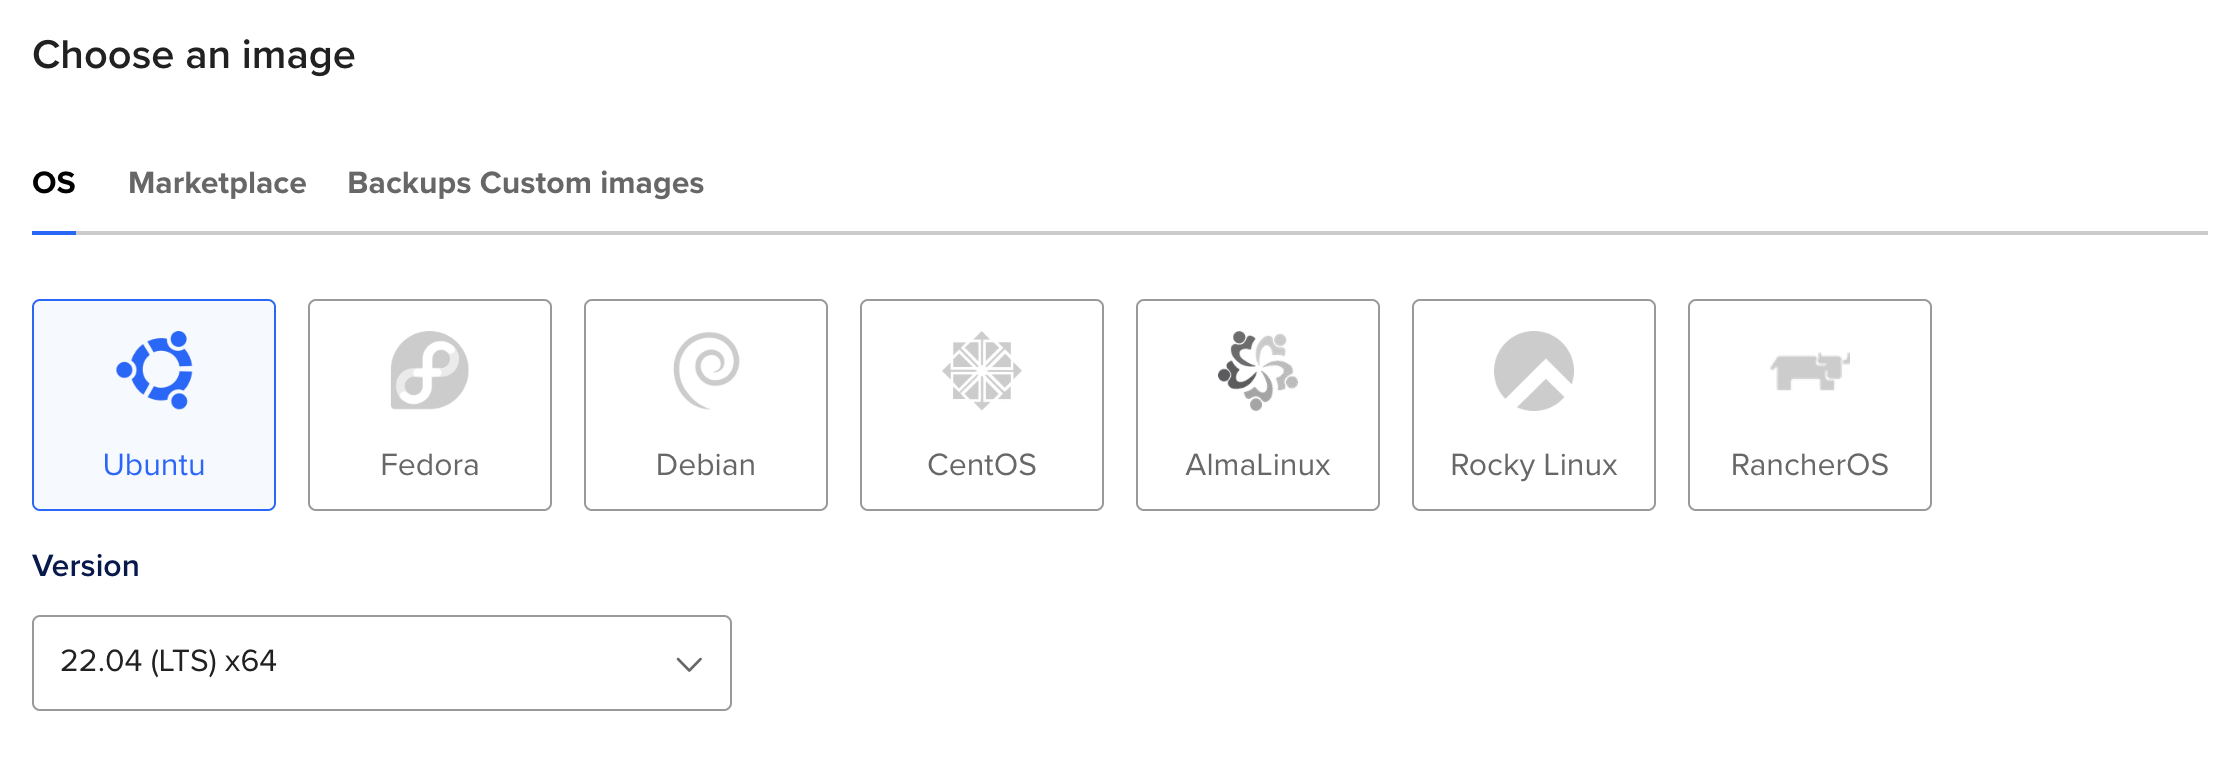 Choose an image
OS Marketplace Backups Custom images
Ubuntu Fedora Debian CentOS AlmaLinux Rocky Linux RancherOS
Version
22.04 (LTS) x64